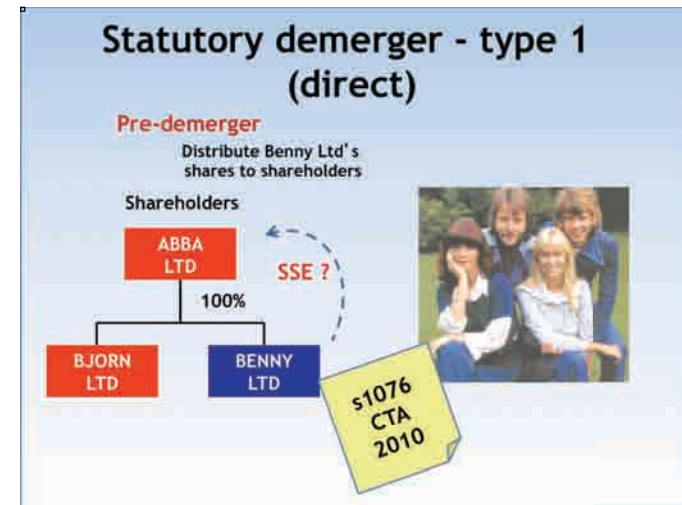 Statutory demerger - type 1
(direct)
Pre-demerger
Distribute Benny Ltd's
shares to shareholders
Shareholders
ABBA
LTD
SSE ?
100%
BJORN
LTD
BENNY
LTD
s1076
CTA
2010